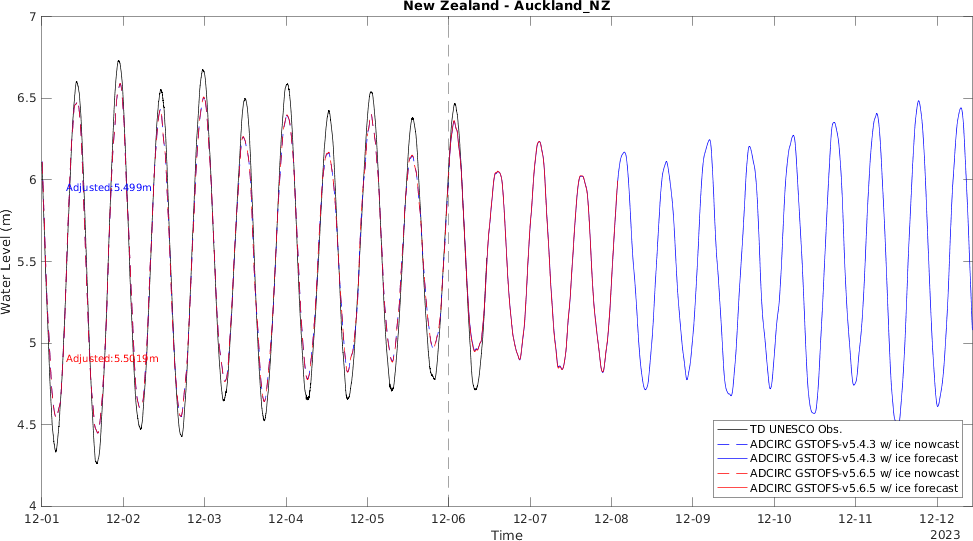 New Zealand - Auckland_NZ
7
6.5
6
5.5
5
4.5
4
Water Level (m)
Adjusted:5.499m
Adjusted:5.5019m
TD UNESCO Obs.
ADCIRC GSTOFS-v5.4.3 w/ ice nowcast
ADCIRC GSTOFS-v5.4.3 w/ ice forecast
ADCIRC GSTOFS-v5.6.5 w/ ice nowcast
ADCIRC GSTOFS-v5.6.5 w/ ice forecast
12-01 12-02 12-03 12-04 12-05 12-06 12-07 12-08 12-09 12-10 12-11 12-12
2023
Time